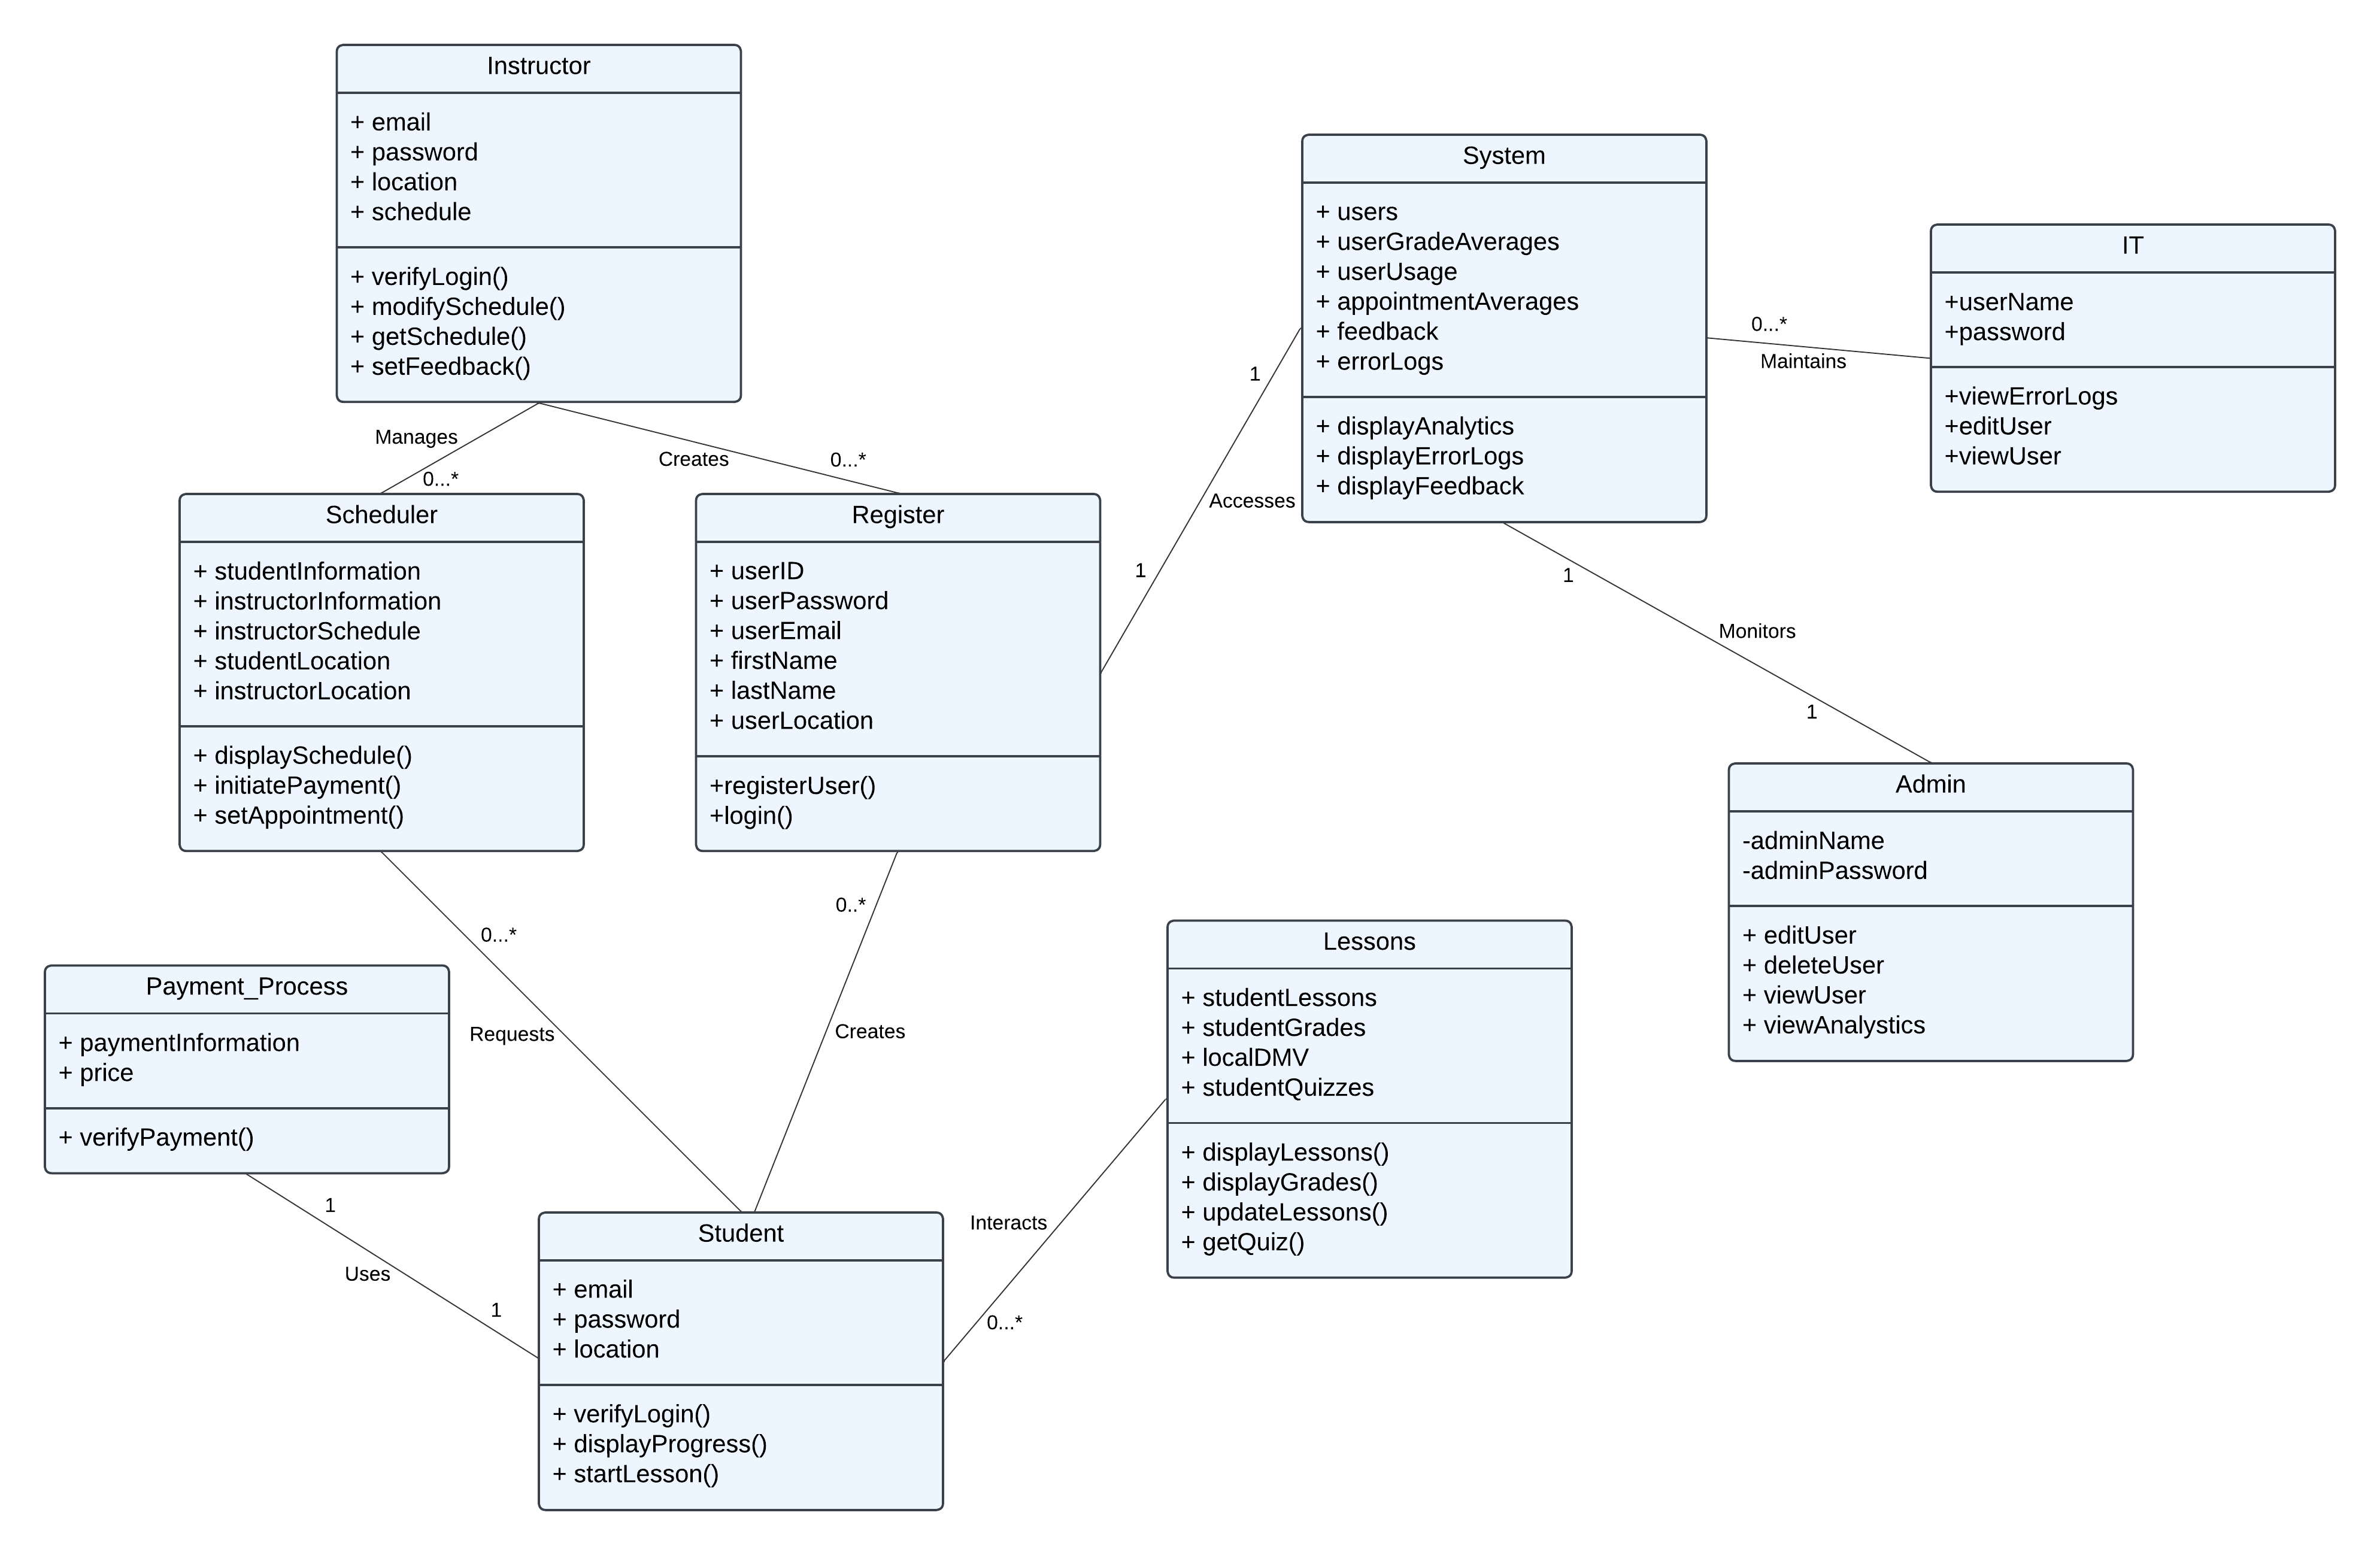 Instructor
+ email
+ password
+ location
+ schedule
+ verifyLogin()
+ modifySchedule()
+ getSchedule()
+ setFeedback()
System
+ users
+ userGradeAverages
+ userUsage
+ appointmentAverages
+ feedback
+ errorLogs
+ displayAnalytics
+ displayErrorLogs
+ displayFeedback
IT
+userName
+password
+viewErrorLogs
+editUser
+viewUser
0...*
Maintains
Manages
0...*
Creates
0...*
1
Accesses
1
Scheduler
+ studentInformation
+ instructorInformation
+ instructorSchedule
+ studentLocation
+ instructorLocation
+ displaySchedule()
+ initiatePayment()
+ setAppointment()
Register
+ userID
+ userPassword
+ userEmail
+ firstName
+ lastName
+ userLocation
+registerUser()
+login()
1
Monitors
1
Admin
-adminName
-adminPassword
+ editUser
+ deleteUser
+ viewUser
+ viewAnalystics
0...*
Requests
0..*
Creates
Payment_Process
+ paymentInformation
+ price
+ verifyPayment()
Lessons
+ studentLessons
+ studentGrades
+ localDMV
+ studentQuizzes
+ displayLessons()
+ displayGrades()
+ updateLessons()
+ getQuiz()
1
Uses
1
Interacts
0...*
Student
+ email
+ password
+ location
+ verifyLogin()
+ displayProgress()
+ startLesson()